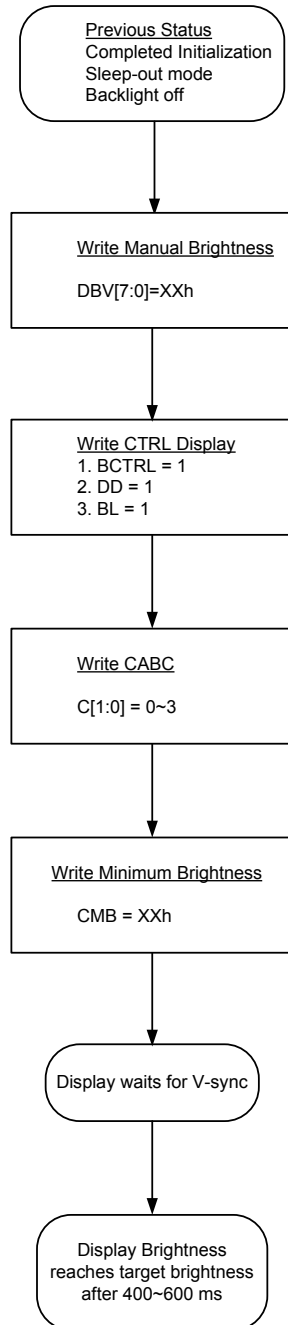 Previous Status
Completed Initialization
Sleep-out mode
Backlight off
Write Manual Brightness
DBV[7:0]=XXh
Write CTRL Display
1. BCTRL = 1
2. DD = 1
3. BL = 1
Write CABC
C[1:0] = 0~3
Write Minimum Brightness
CMB = XXh
Display waits for V-sync
Display Brightness
reaches target brightness
after 400~600 ms